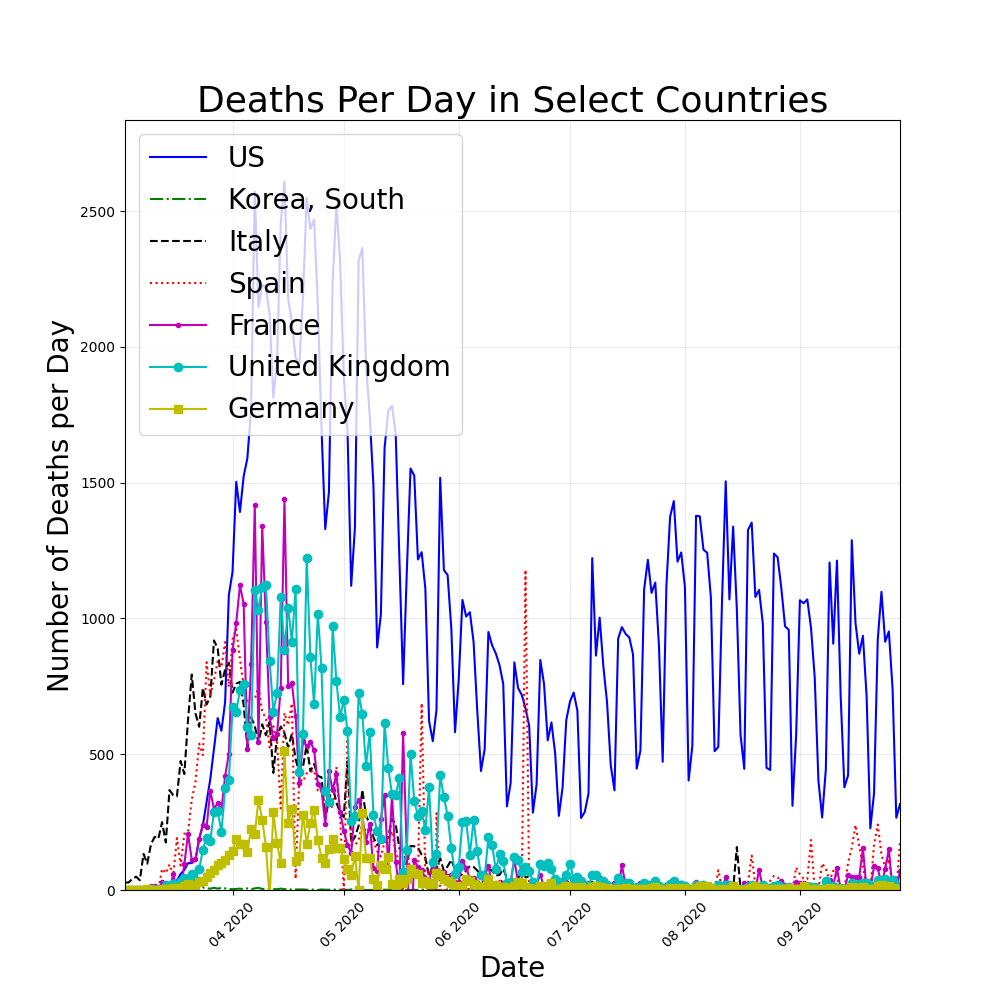 Deaths Per Day in Select Countries
US
Korea, South
Italy
Spain
France
United Kingdom
Germany
Number of Deaths per Day
2500
2000
1500
1000
500
0
04 2020
05 2020
06 2020
07 2020
08 2020
09 2020
Date